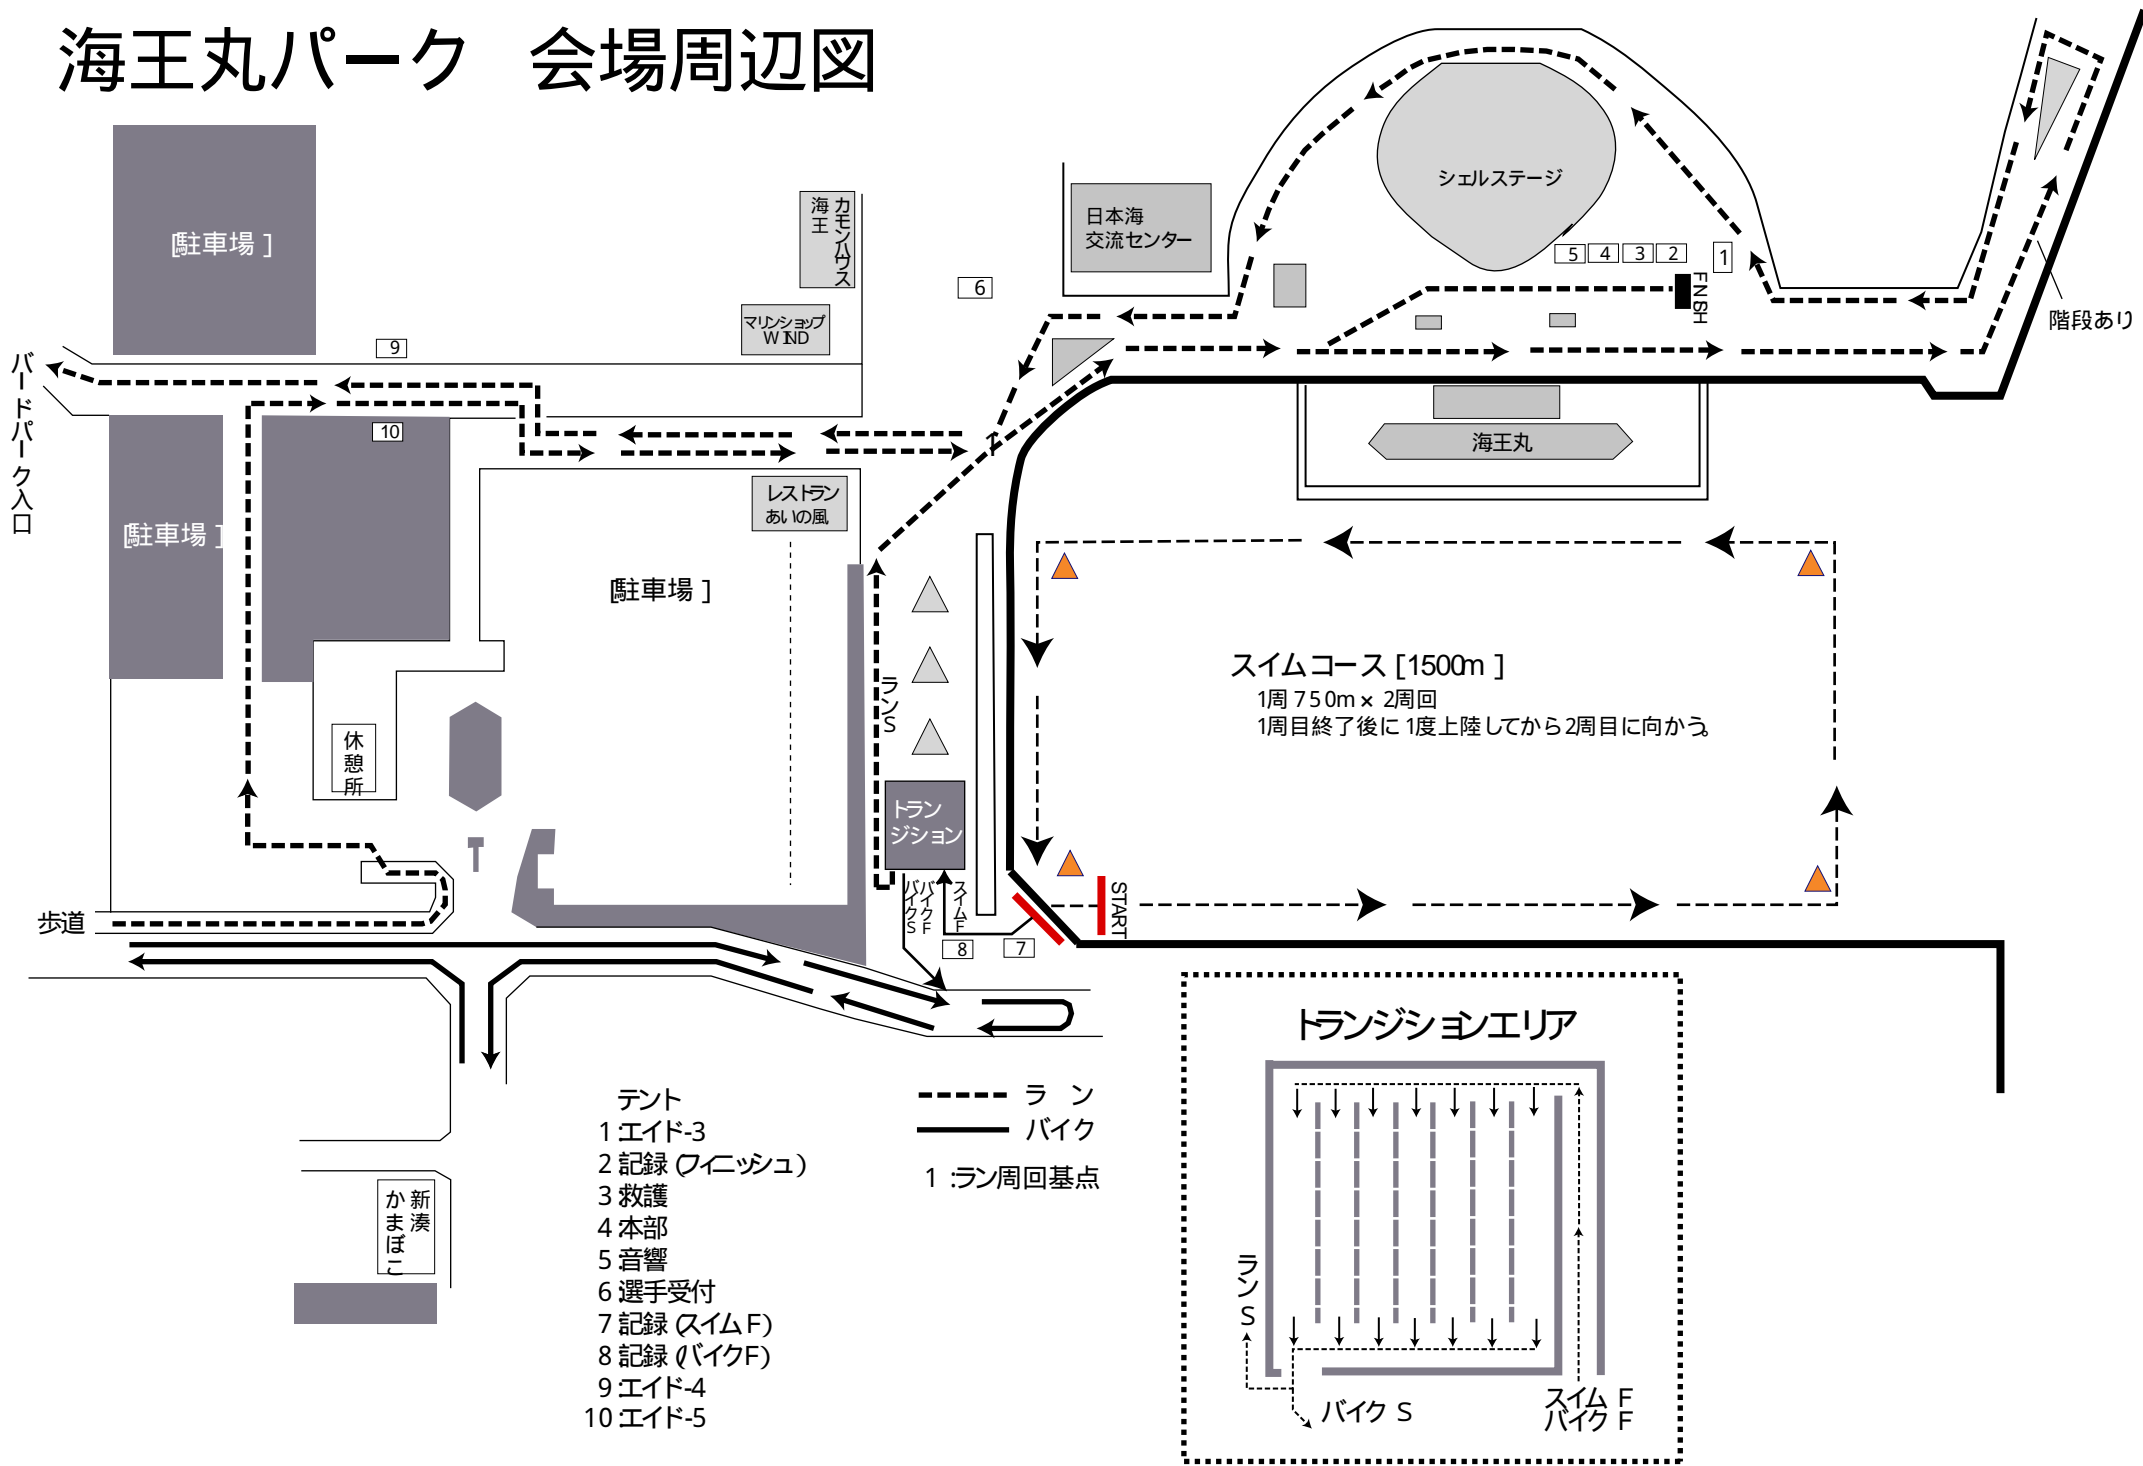 海王丸パーク　会場周辺図
[駐車場]
海王
カモンハウス
マリンショップ
WIND
日本海
交流センター
シェルステージ
5
4
3
2
1
6
FINISH
階段あり
9
バードパーク入口
10
[駐車場]
[駐車場]
レストラン
あいの風
海王丸
スイムコース [1500m]
1周750m× 2周回
1周目終了後に1度上陸してから2周目に向かう。
ランS
休憩所
トラン
ジション
バイクS
バイクF
スイムF
START
歩道
8
7
テント
1:エイド-3
2:記録(フィニッシュ)
3:救護
4:本部
5:音響
6:選手受付
7:記録(スイムF)
8:記録(バイクF)
9:エイド-4
10:エイド-5
ラン
バイク
1:ラン周回基点
新湊
かまぼこ
トランジションエリア
ランS
バイク S
スイム F
バイク F